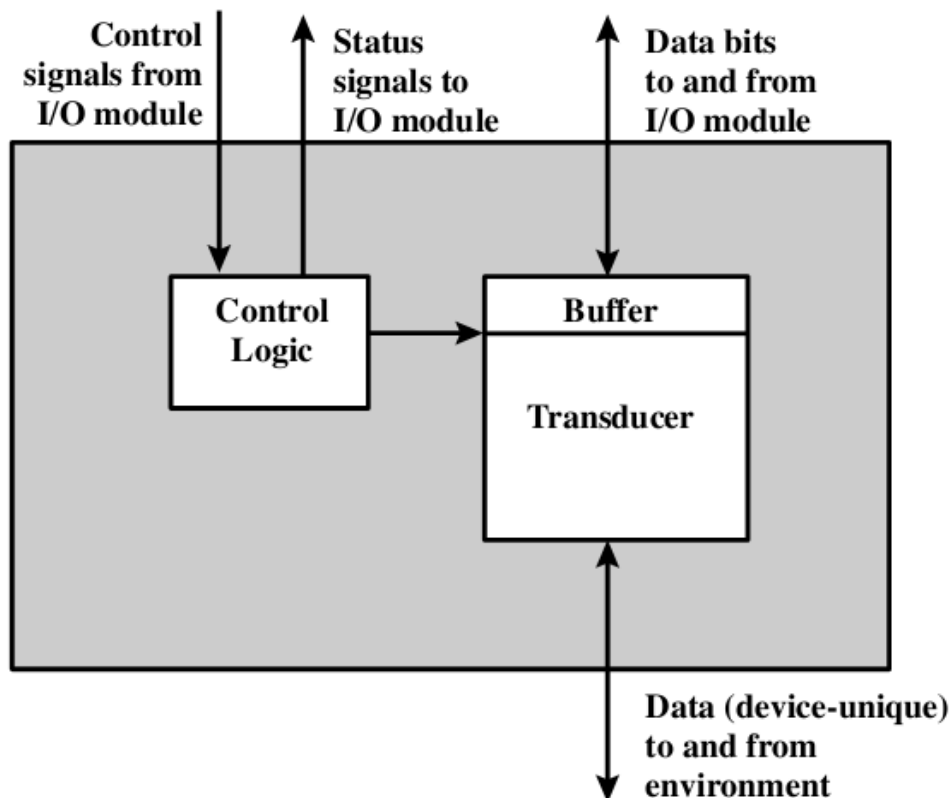 Control
signals from
I/O module
Status
signals to
I/O module
Data bits
to and from
I/O module
Control
Logic
Buffer
Transducer
Data (device-unique)
to and from
environment